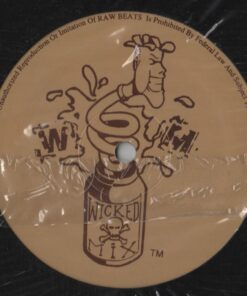 Unauthorized Reproduction Or Imitation Of RAW BEATS Is Prohibited By Federal Law And Subject
W M
WICKED
MIX
TM